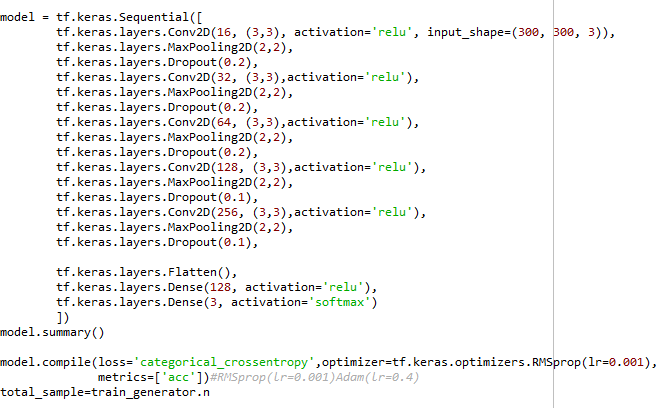 model = tf.keras.Sequential([
        tf.keras.layers.Conv2D(16, (3,3), activation='relu', input_shape=(300, 300, 3)),
        tf.keras.layers.MaxPooling2D(2,2),
        tf.keras.layers.Dropout(0.2),
        tf.keras.layers.Conv2D(32, (3,3),activation='relu'),
        tf.keras.layers.MaxPooling2D(2,2),
        tf.keras.layers.Dropout(0.2),
        tf.keras.layers.Conv2D(64, (3,3),activation='relu'),
        tf.keras.layers.MaxPooling2D(2,2),
        tf.keras.layers.Dropout(0.2),
        tf.keras.layers.Conv2D(128, (3,3),activation='relu'),
        tf.keras.layers.MaxPooling2D(2,2),
        tf.keras.layers.Dropout(0.1),
        tf.keras.layers.Conv2D(256, (3,3),activation='relu'),
        tf.keras.layers.MaxPooling2D(2,2),
        tf.keras.layers.Dropout(0.1),

        tf.keras.layers.Flatten(),
        tf.keras.layers.Dense(128, activation='relu'),
        tf.keras.layers.Dense(3, activation='softmax')
        ])
model.summary()

model.compile(loss='categorical_crossentropy',optimizer=tf.keras.optimizers.RMSprop(lr=0.001),
              metrics=['acc'])#RMSprop(lr=0.001)Adam(lr=0.4)
total_sample=train_generator.n